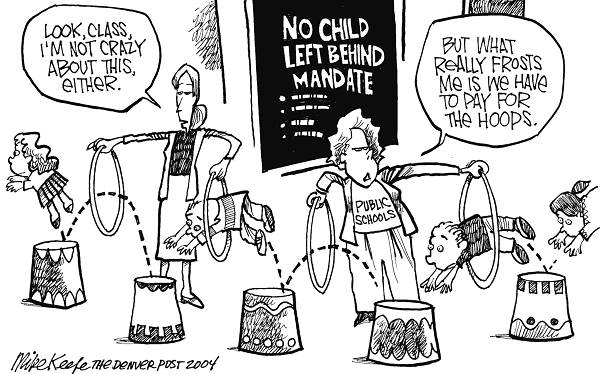 LOOK, CLASS,
I'M NOT CRAZY
ABOUT THIS,
EITHER.
NO CHILD
LEFT BEHIND
MANDATE
BUT WHAT
REALLY FROSTS
ME IS WE HAVE
TO PAY FOR
THE HOOPS.
PUBLIC
SCHOOLS
MIKE KEEFE THE DENVER POST 2004